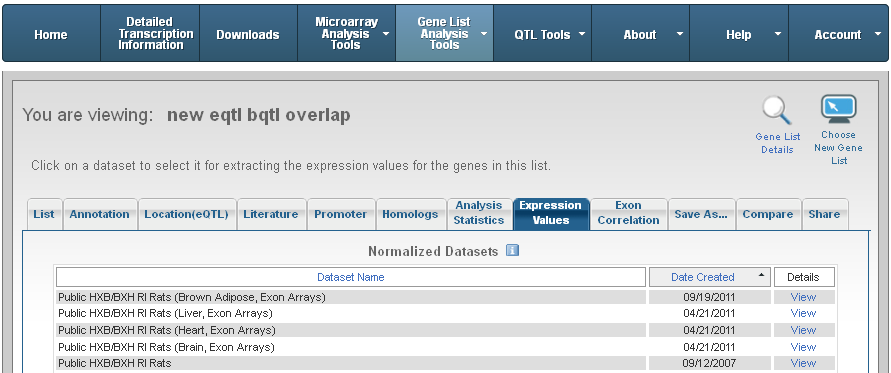 Home
Detailed Transcription Information
Downloads
Microarray Analysis Tools
Gene List Analysis Tools
QTL Tools
About
Help
Account
You are viewing: new eqtl bqtl overlap
Gene List Details
Choose New Gene List
Click on a dataset to select it for extracting the expression values for the genes in this list.
List
Annotation
Location(eQTL)
Literature
Promoter
Homologs
Analysis Statistics
Expression Values
Exon Correlation
Save As...
Compare
Share
Normalized Datasets i
Dataset Name Date Created Details
Public HXB/BXH RI Rats (Brown Adipose, Exon Arrays) 09/19/2011 View
Public HXB/BXH RI Rats (Liver, Exon Arrays) 04/21/2011 View
Public HXB/BXH RI Rats (Heart, Exon Arrays) 04/21/2011 View
Public HXB/BXH RI Rats (Brain, Exon Arrays) 04/21/2011 View
Public HXB/BXH RI Rats 09/12/2007 View